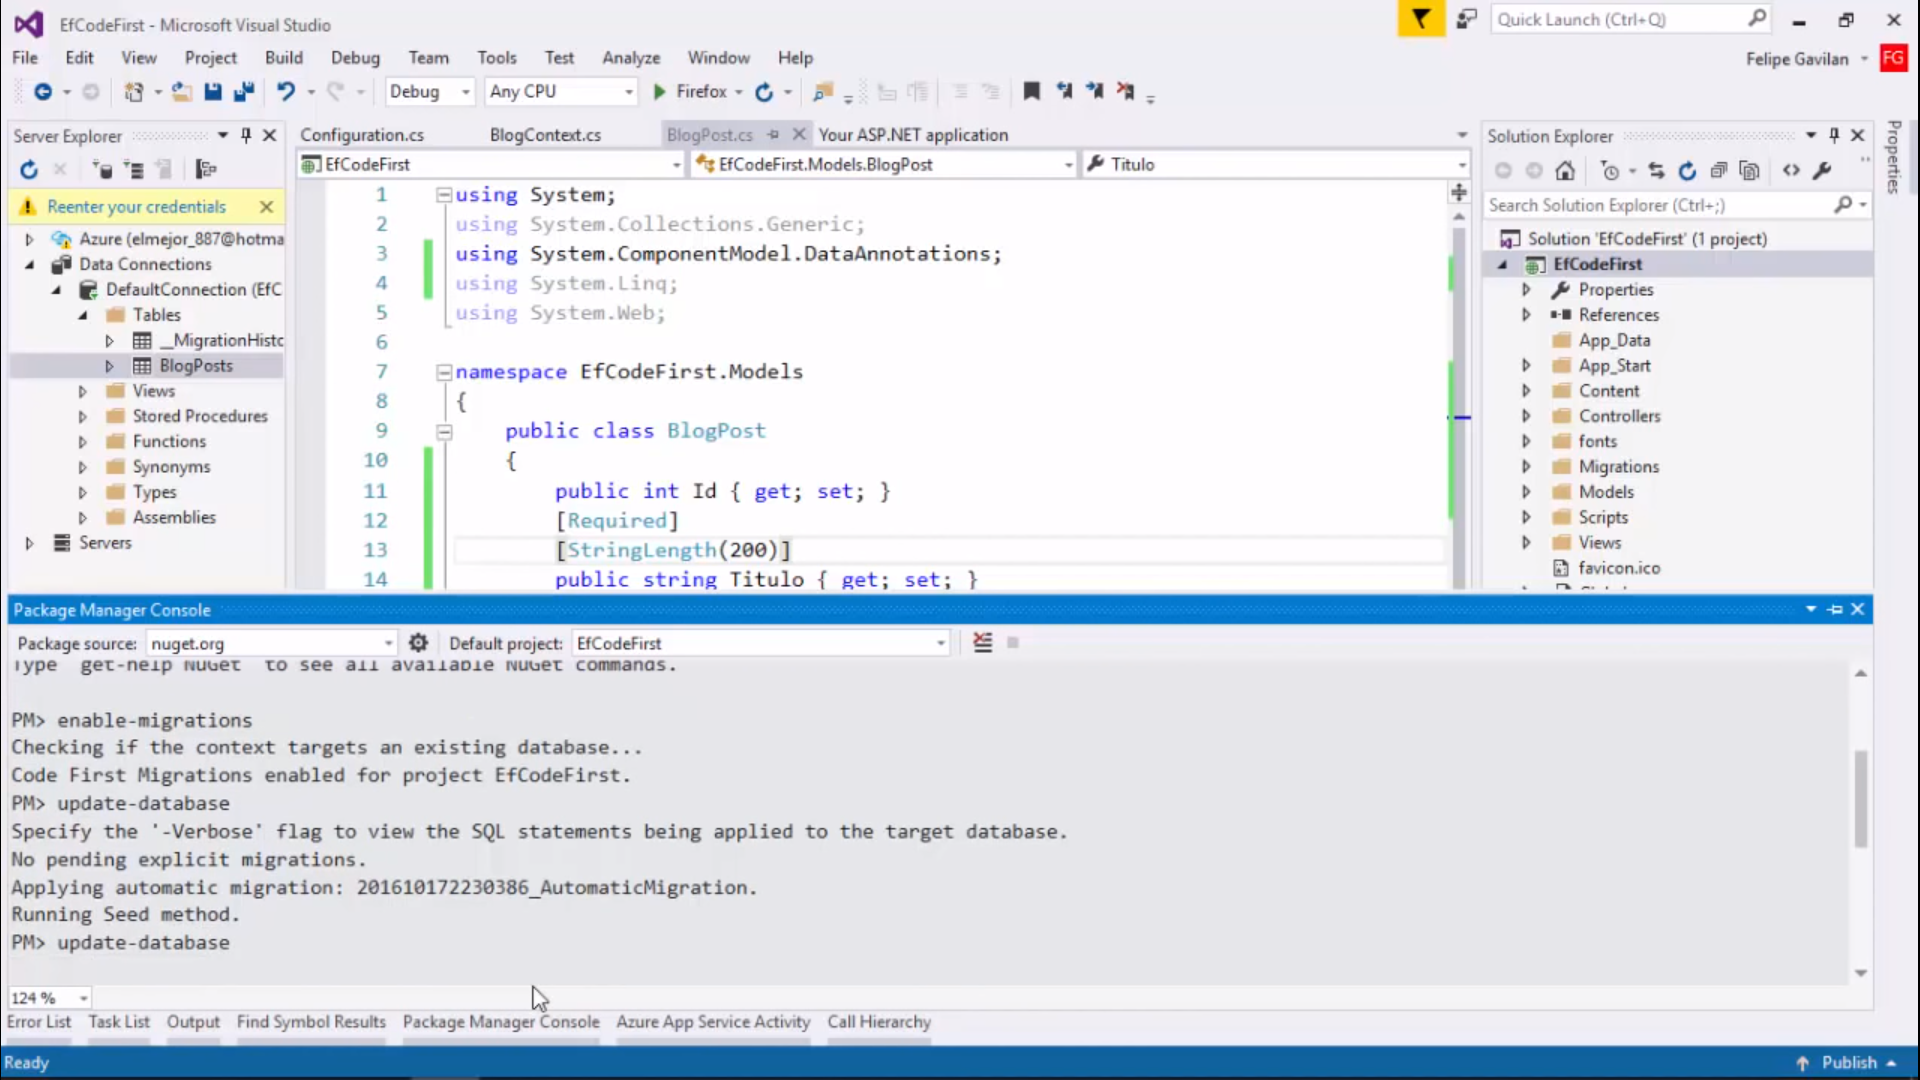 EfCodeFirst - Microsoft Visual Studio
Quick Launch (Ctrl+Q)
File Edit View Project Build Debug Team Tools Test Analyze Window Help
Felipe Gavilan
FG
Debug
Any CPU
Firefox
Server Explorer
Reenter your credentials
Azure (elmejor_887@hotma
Data Connections
DefaultConnection (EfC
Tables
__MigrationHisto
BlogPosts
Views
Stored Procedures
Functions
Synonyms
Types
Assemblies
Servers
Configuration.cs
BlogContext.cs
BlogPost.cs
Your ASP.NET application
EfCodeFirst
EfCodeFirst.Models.BlogPost
Titulo
1 using System;
2 using System.Collections.Generic;
3 using System.ComponentModel.DataAnnotations;
4 using System.Linq;
5 using System.Web;
6
7 namespace EfCodeFirst.Models
8 {
9 public class BlogPost
10 {
11 public int Id { get; set; }
12 [Required]
13 [StringLength(200)]
14 public string Titulo { get; set; }
Solution Explorer
Search Solution Explorer (Ctrl+;)
Solution 'EfCodeFirst' (1 project)
EfCodeFirst
Properties
References
App_Data
App_Start
Content
Controllers
fonts
Migrations
Models
Scripts
Views
favicon.ico
Properties
Package Manager Console
Package source: nuget.org
Default project: EfCodeFirst
Type 'get-help NuGet' to see all available NuGet commands.
PM> enable-migrations
Checking if the context targets an existing database...
Code First Migrations enabled for project EfCodeFirst.
PM> update-database
Specify the '-Verbose' flag to view the SQL statements being applied to the target database.
No pending explicit migrations.
Applying automatic migration: 201610172230386_AutomaticMigration.
Running Seed method.
PM> update-database
124 %
Error List
Task List
Output
Find Symbol Results
Package Manager Console
Azure App Service Activity
Call Hierarchy
Ready
Publish